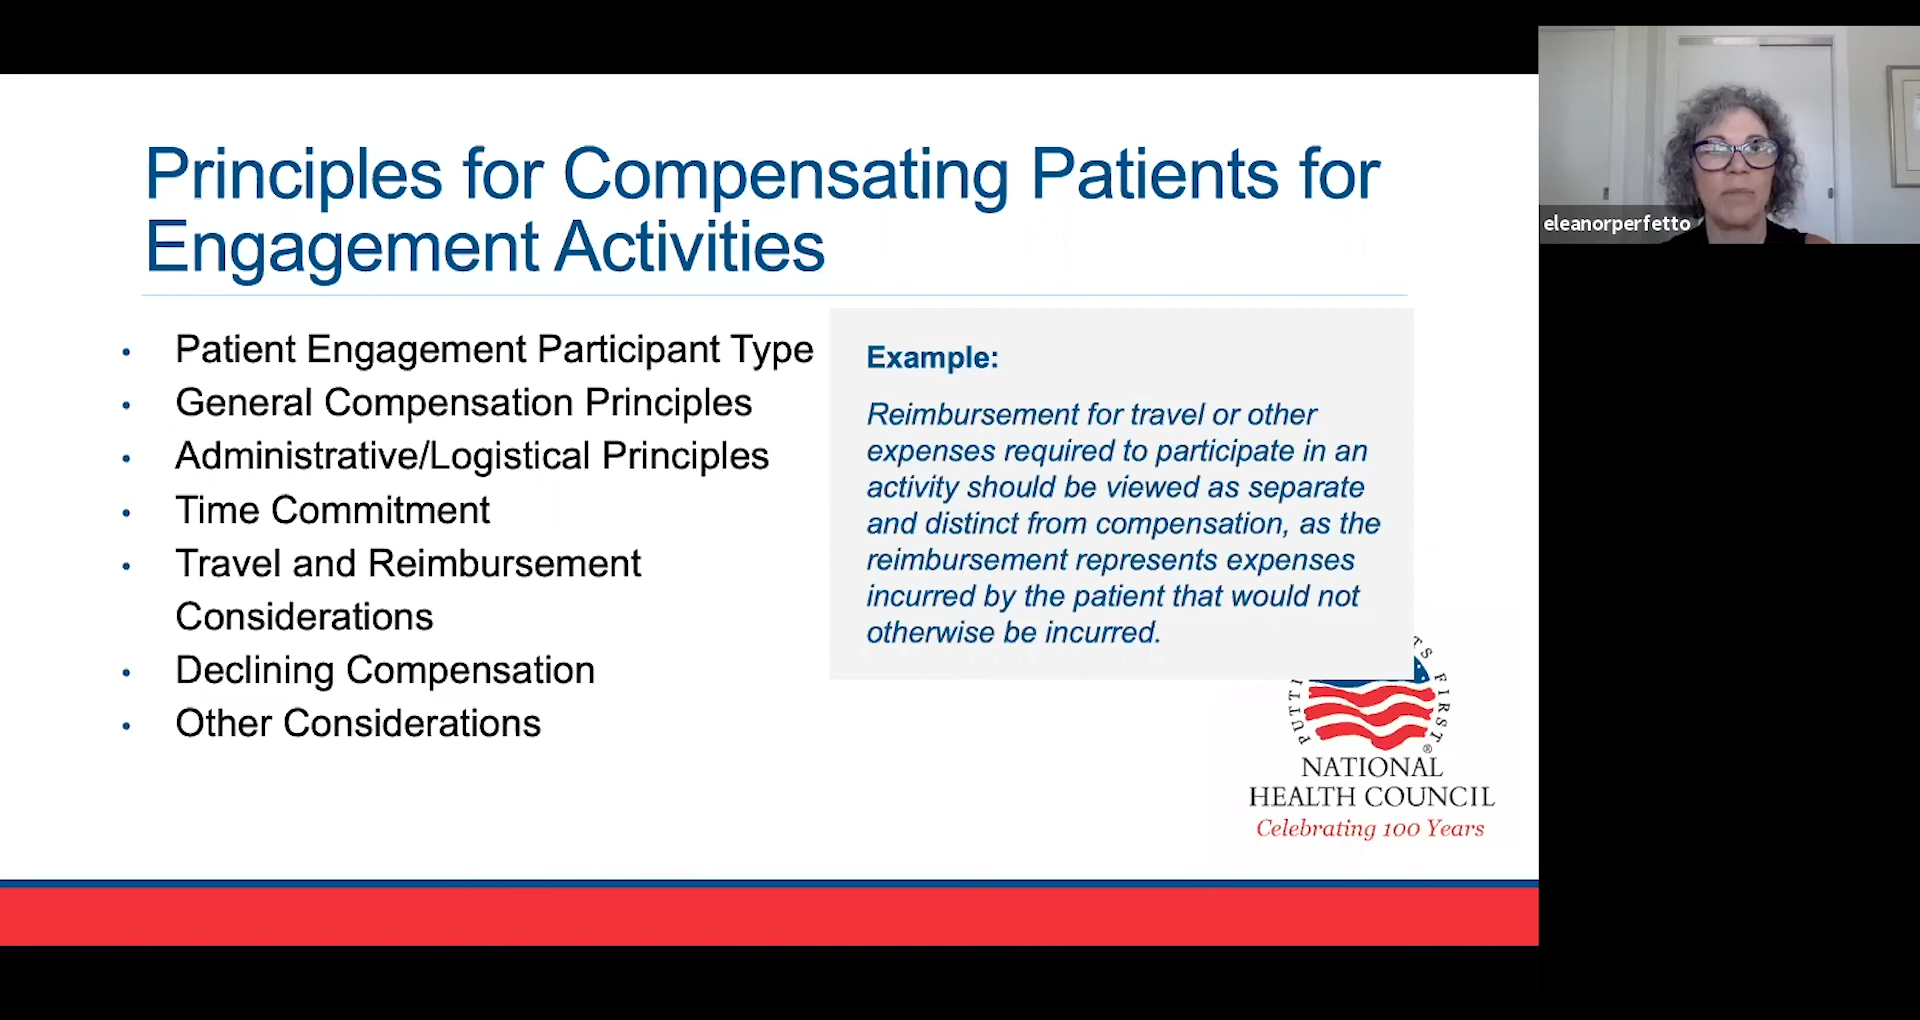 Principles for Compensating Patients for
Engagement Activities
• Patient Engagement Participant Type
• General Compensation Principles
• Administrative/Logistical Principles
• Time Commitment
• Travel and Reimbursement
Considerations
• Declining Compensation
• Other Considerations
Example:
Reimbursement for travel or other
expenses required to participate in an
activity should be viewed as separate
and distinct from compensation, as the
reimbursement represents expenses
incurred by the patient that would not
otherwise be incurred.
FIRST
®
NATIONAL
HEALTH COUNCIL
Celebrating 100 Years
eleanorperfetto